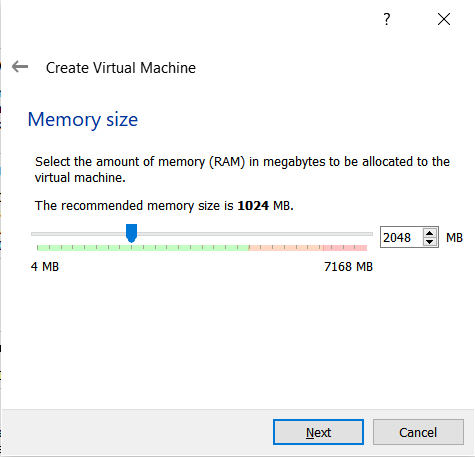 ?
Create Virtual Machine
Memory size
Select the amount of memory (RAM) in megabytes to be allocated to the
virtual machine.
The recommended memory size is 1024 MB.
2048 MB
4 MB 7168 MB
Next Cancel